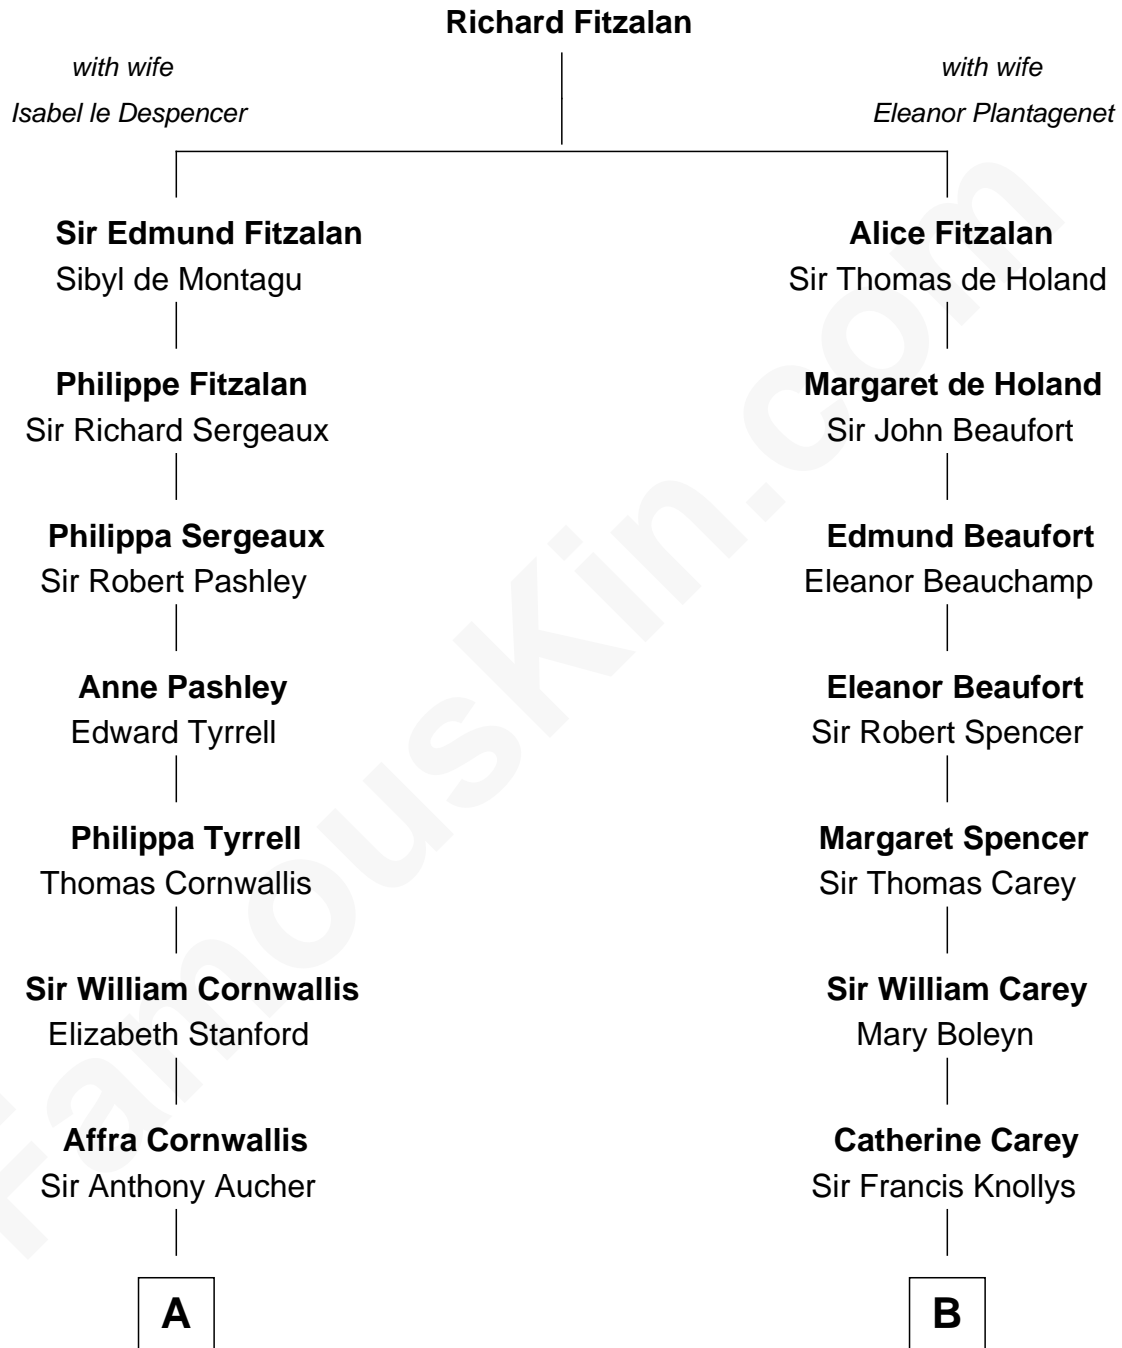 Richard Fitzalan
with wife
Isabel le Despencer
with wife
Eleanor Plantagenet
Sir Edmund Fitzalan
Sibyl de Montagu
Philippe Fitzalan
Sir Richard Sergeaux
Philippa Sergeaux
Sir Robert Pashley
Anne Pashley
Edward Tyrrell
Philippa Tyrrell
Thomas Cornwallis
Sir William Cornwallis
Elizabeth Stanford
Affra Cornwallis
Sir Anthony Aucher
A
Alice Fitzalan
Sir Thomas de Holand
Margaret de Holand
Sir John Beaufort
Edmund Beaufort
Eleanor Beauchamp
Eleanor Beaufort
Sir Robert Spencer
Margaret Spencer
Sir Thomas Carey
Sir William Carey
Mary Boleyn
Catherine Carey
Sir Francis Knollys
B
FamousKin.com